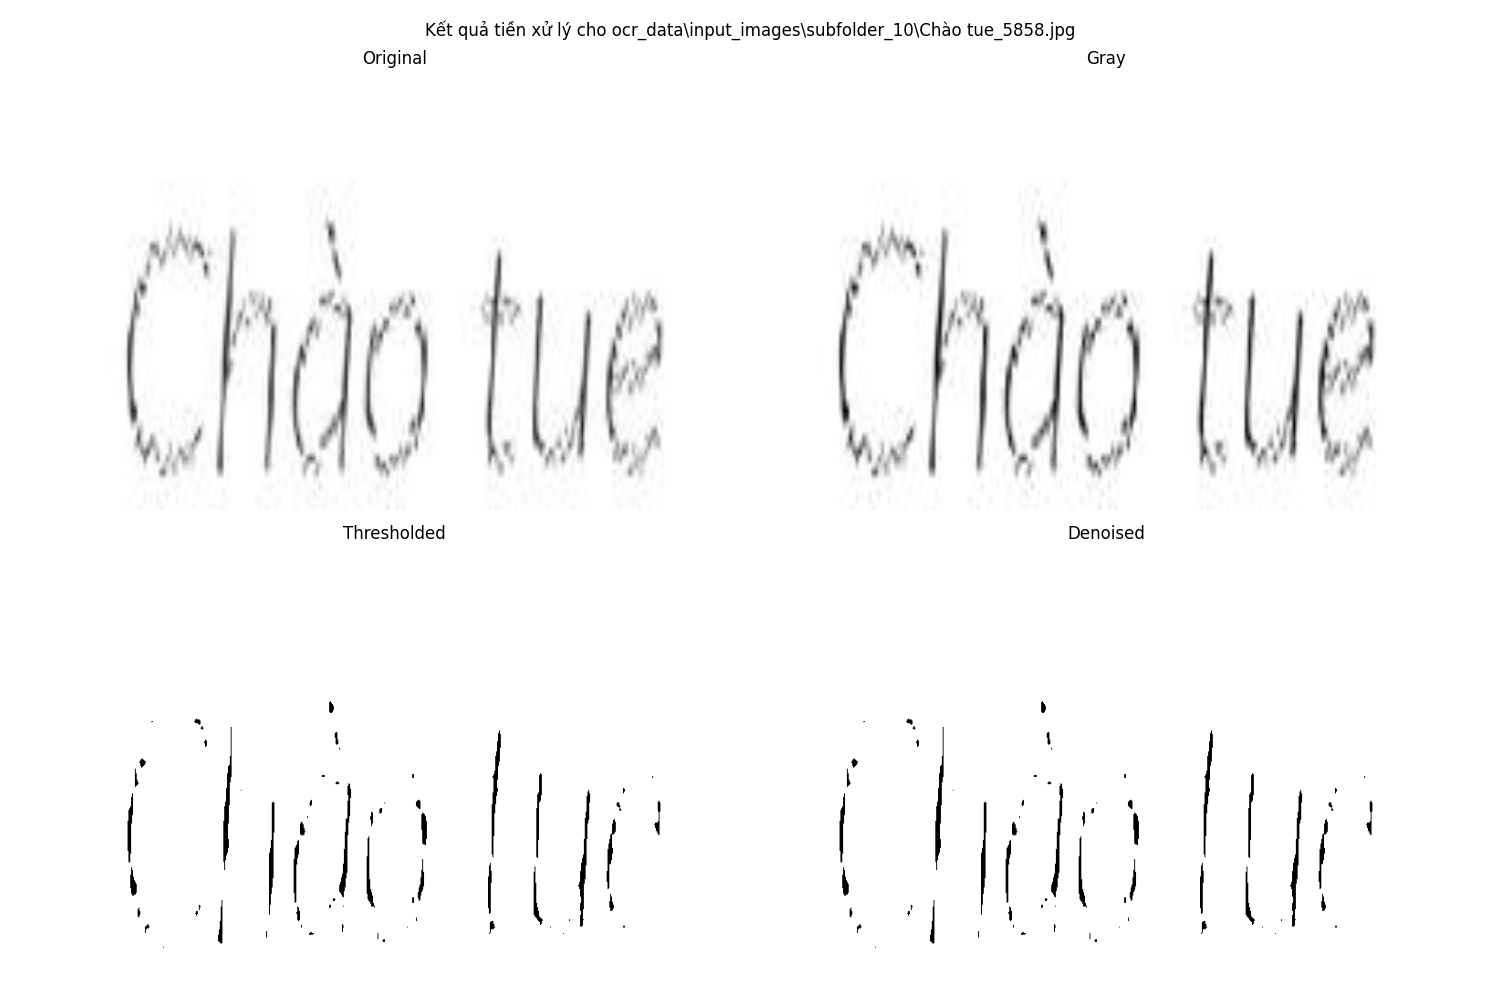 Kết quả tiền xử lý cho ocr_data\input_images\subfolder_10\Chào tue_5858.jpg
Original
Gray
Chào tue
Chào tue
Thresholded
Denoised